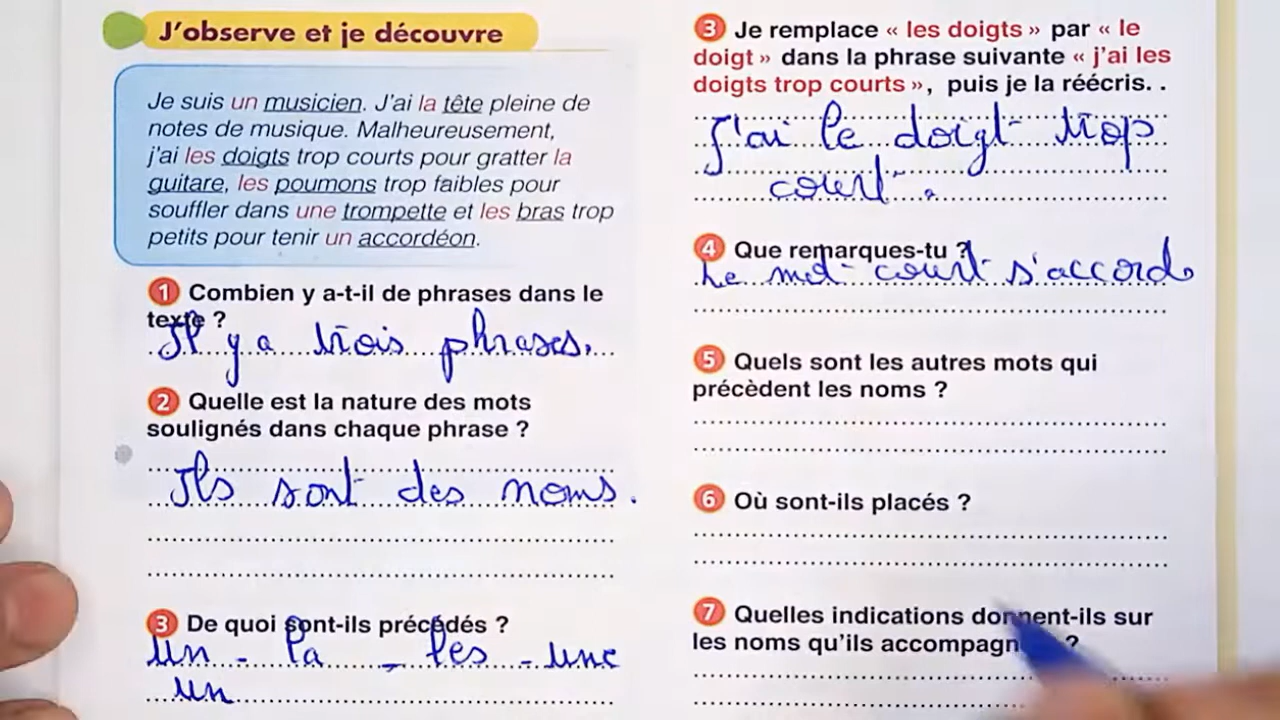 J'observe et je découvre
Je suis un musicien. J'ai la tête pleine de
notes de musique. Malheureusement,
j'ai les doigts trop courts pour gratter la
guitare, les poumons trop faibles pour
souffler dans une trompette et les bras trop
petits pour tenir un accordéon.
1 Combien y a-t-il de phrases dans le
texte ?
Il y a trois phrases.
2 Quelle est la nature des mots
soulignés dans chaque phrase ?
Ils sont des noms.
3 De quoi sont-ils précédés ?
un - la - les - une
un
3 Je remplace « les doigts » par « le
doigt » dans la phrase suivante « j'ai les
doigts trop courts », puis je la réécris. .
J'ai le doigt trop
court.
4 Que remarques-tu ?
Le mot court s'accord
5 Quels sont les autres mots qui
précèdent les noms ?
6 Où sont-ils placés ?
7 Quelles indications donnent-ils sur
les noms qu'ils ?